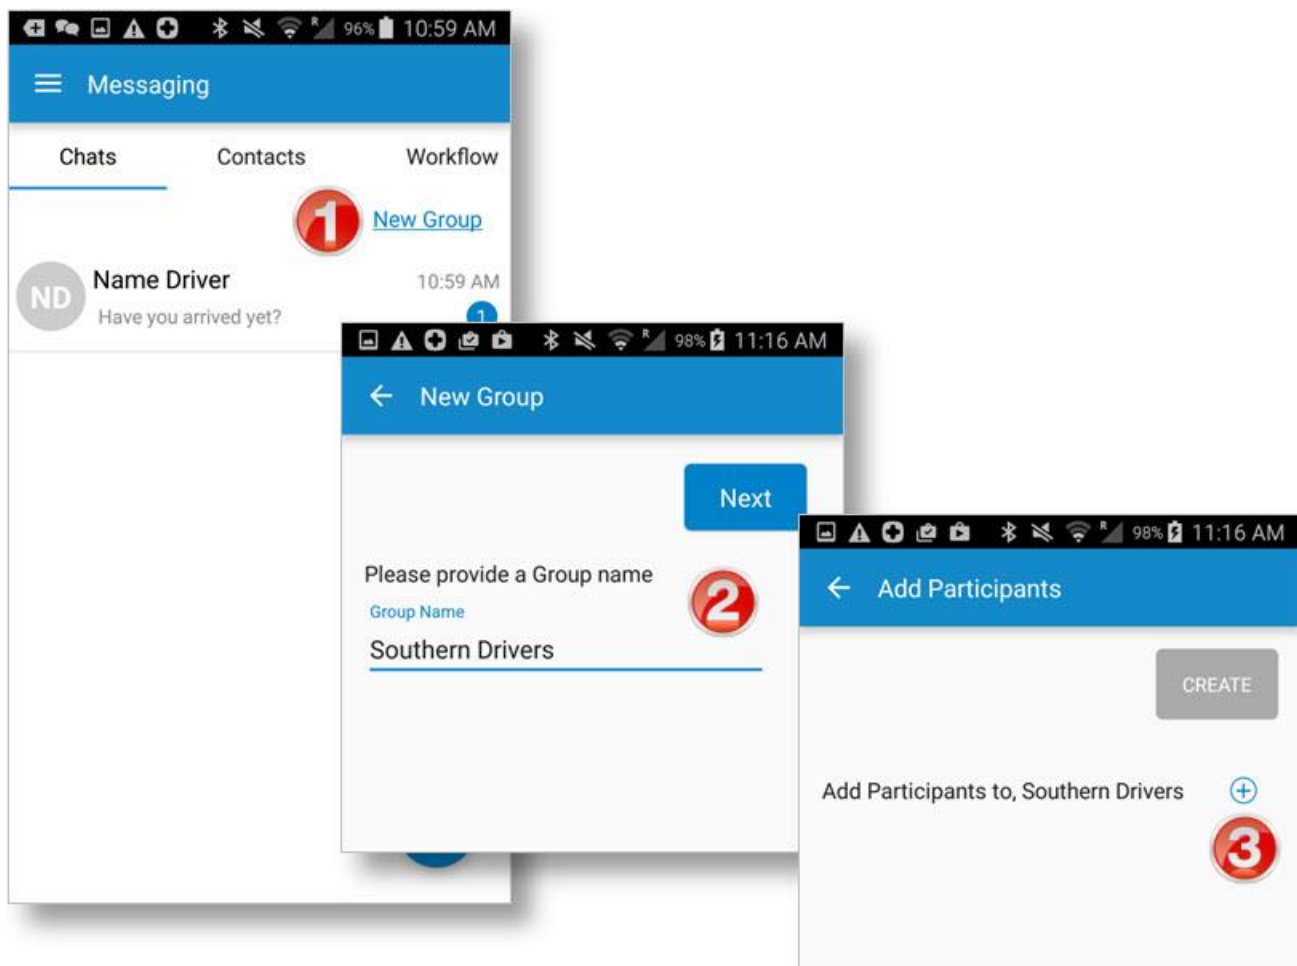 96% 10:59 AM
Messaging
Chats Contacts Workflow
1 New Group
ND Name Driver 10:59 AM
Have you arrived yet? 1
R 98% 11:16 AM
New Group
Next
Please provide a Group name
2
Group Name
Southern Drivers
R 98% 11:16 AM
Add Participants
CREATE
Add Participants to, Southern Drivers
3